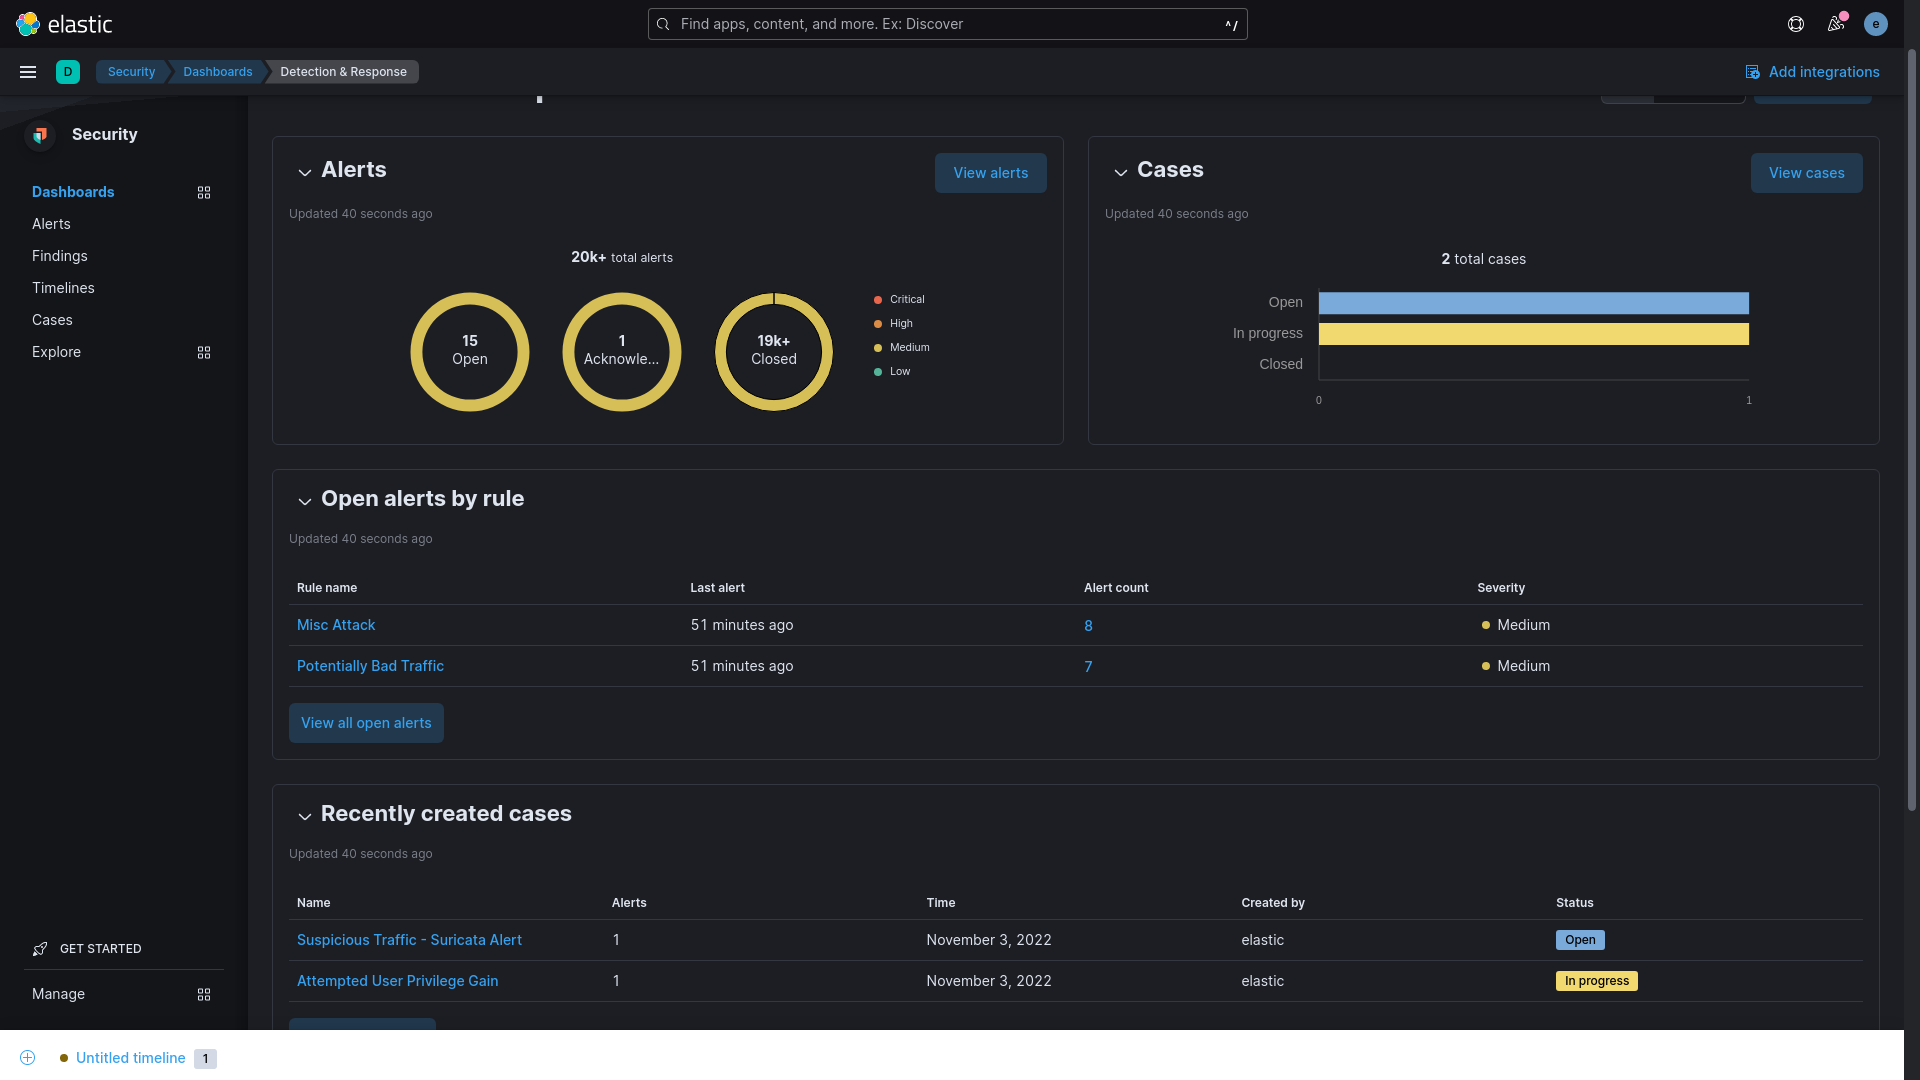 elastic
Find apps, content, and more. Ex: Discover
^/
e
D
Security
Dashboards
Detection & Response
Add integrations
Security
Dashboards
Alerts
Findings
Timelines
Cases
Explore
GET STARTED
Manage
Alerts
View alerts
Updated 40 seconds ago
20k+ total alerts
15
Open
1
Acknowle...
19k+
Closed
Critical
High
Medium
Low
Cases
View cases
Updated 40 seconds ago
2 total cases
Open
In progress
Closed
0
1
Open alerts by rule
Updated 40 seconds ago
Rule name Last alert Alert count Severity
Misc Attack 51 minutes ago 8 Medium
Potentially Bad Traffic 51 minutes ago 7 Medium
View all open alerts
Recently created cases
Updated 40 seconds ago
Name Alerts Time Created by Status
Suspicious Traffic - Suricata Alert 1 November 3, 2022 elastic Open
Attempted User Privilege Gain 1 November 3, 2022 elastic In progress
Untitled timeline 1